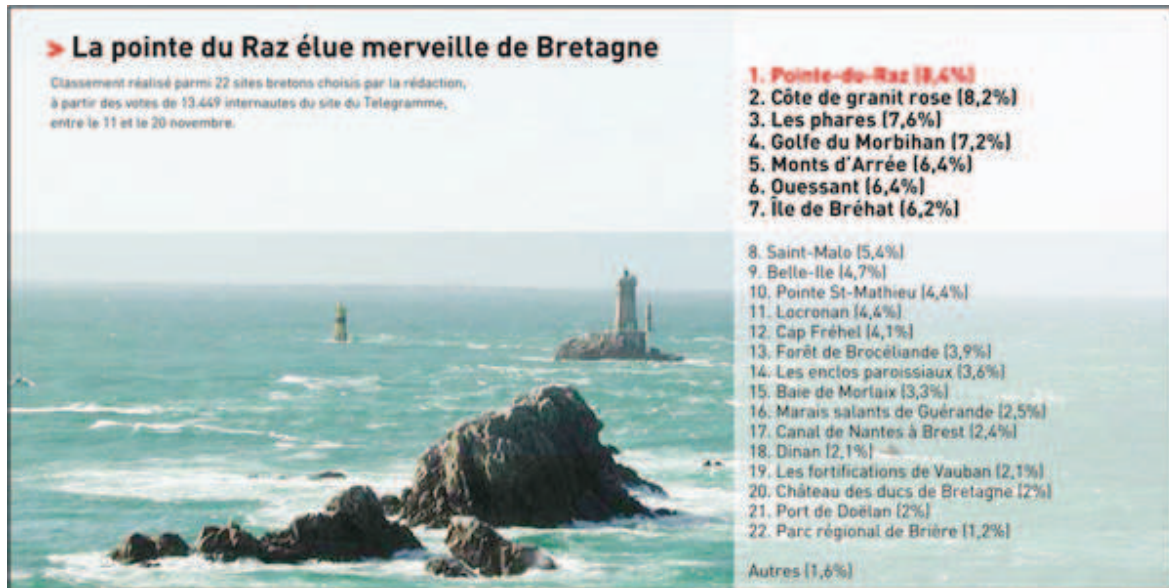 > La pointe du Raz élue merveille de Bretagne
Classement réalisé parmi 22 sites bretons choisis par la rédaction,
à partir des votes de 13.449 internautes du site du Telegramme,
entre le 11 et le 20 novembre.
1. Pointe-du-Raz (8,4%)
2. Côte de granit rose (8,2%)
3. Les phares (7,6%)
4. Golfe du Morbihan (7,2%)
5. Monts d'Arrée (6,4%)
6. Ouessant (6,4%)
7. Île de Bréhat (6,2%)
8. Saint-Malo (5,4%)
9. Belle-Ile (4,7%)
10. Pointe St-Mathieu (4,4%)
11. Locronan (4,4%)
12. Cap Fréhel (4,1%)
13. Forêt de Brocéliande (3,9%)
14. Les enclos paroissiaux (3,6%)
15. Baie de Morlaix (3,3%)
16. Marais salants de Guérande (2,5%)
17. Canal de Nantes à Brest (2,4%)
18. Dinan (2,1%)
19. Les fortifications de Vauban (2,1%)
20. Château des ducs de Bretagne (2%)
21. Port de Doëlan (2%)
22. Parc régional de Brière (1,2%)
Autres (1,6%)